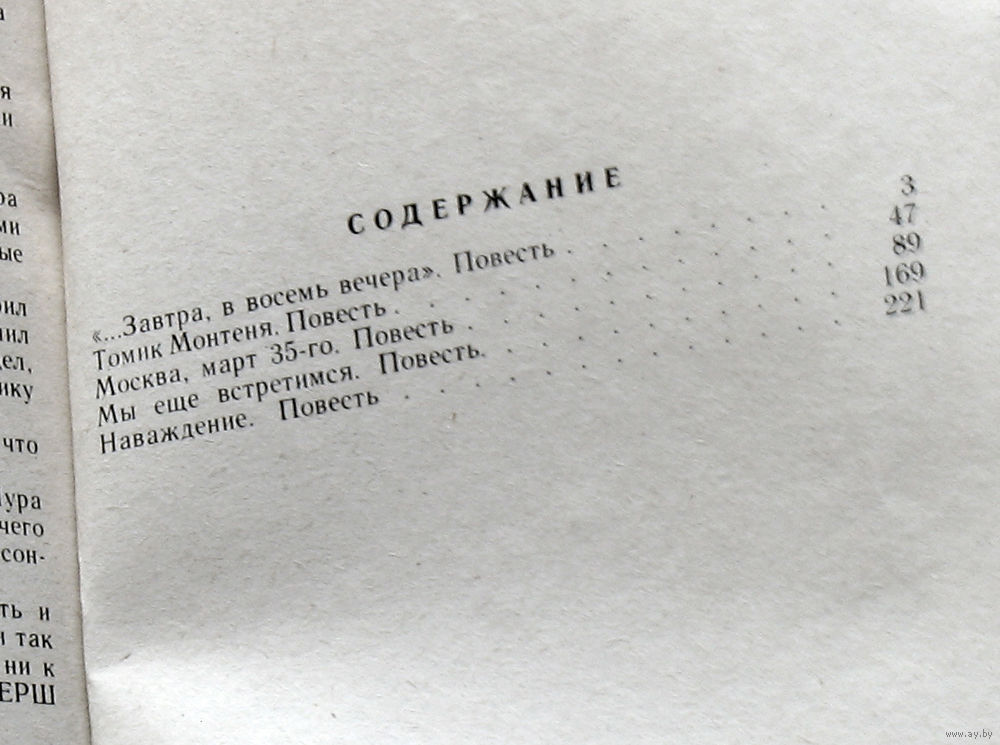 я
и
ра
ми
ые
рил
нил
дел,
ику
что
ура
чего
сон-
ть и
и так
ни к
ЕРШ
СОДЕРЖАНИЕ
«...Завтра, в восемь вечера». Повесть . . . . . . . 3
Томик Монтеня. Повесть . . . . . . . . . . 47
Москва, март 35-го. Повесть . . . . . . . . . 89
Мы еще встретимся. Повесть. . . . . . . . . 169
Наваждение. Повесть . . . . . . . . . . . 221
www.ay.by